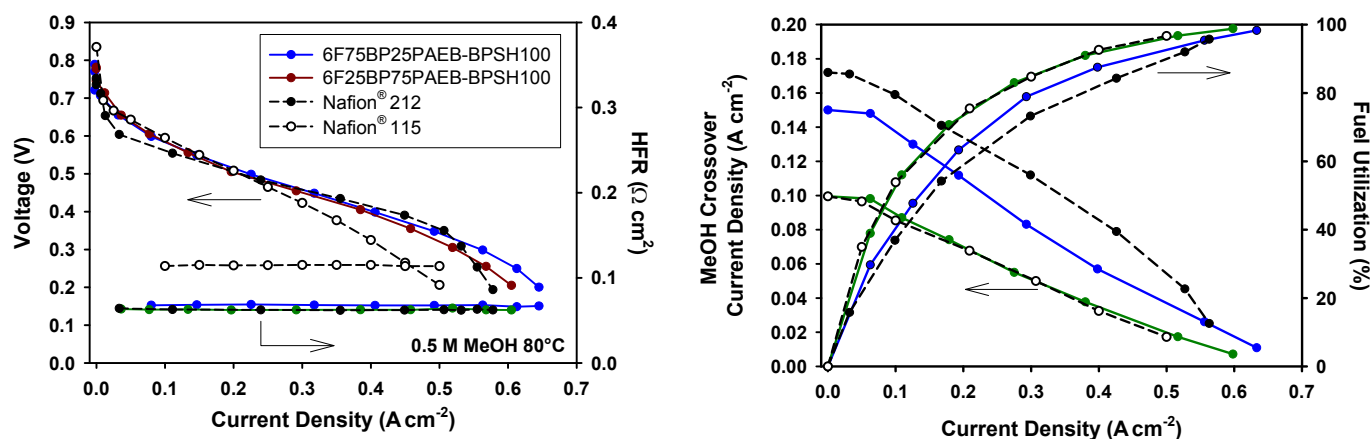 0.9
0.8
0.7
0.6
0.5
0.4
0.3
0.2
0.1
0.0
Voltage (V)
6F75BP25PAEB-BPSH100
6F25BP75PAEB-BPSH100
Nafion® 212
Nafion® 115
0.5 M MeOH 80°C
0.4
0.3
0.2
0.1
0.0
HFR (Ω cm²)
0.0 0.1 0.2 0.3 0.4 0.5 0.6 0.7
Current Density (A cm⁻²)
0.20
0.18
0.16
0.14
0.12
0.10
0.08
0.06
0.04
0.02
0.00
MeOH Crossover
Current Density (A cm⁻²)
100
80
60
40
20
0
Fuel Utilization (%)
0.0 0.1 0.2 0.3 0.4 0.5 0.6 0.7
Current Density (A cm⁻²)